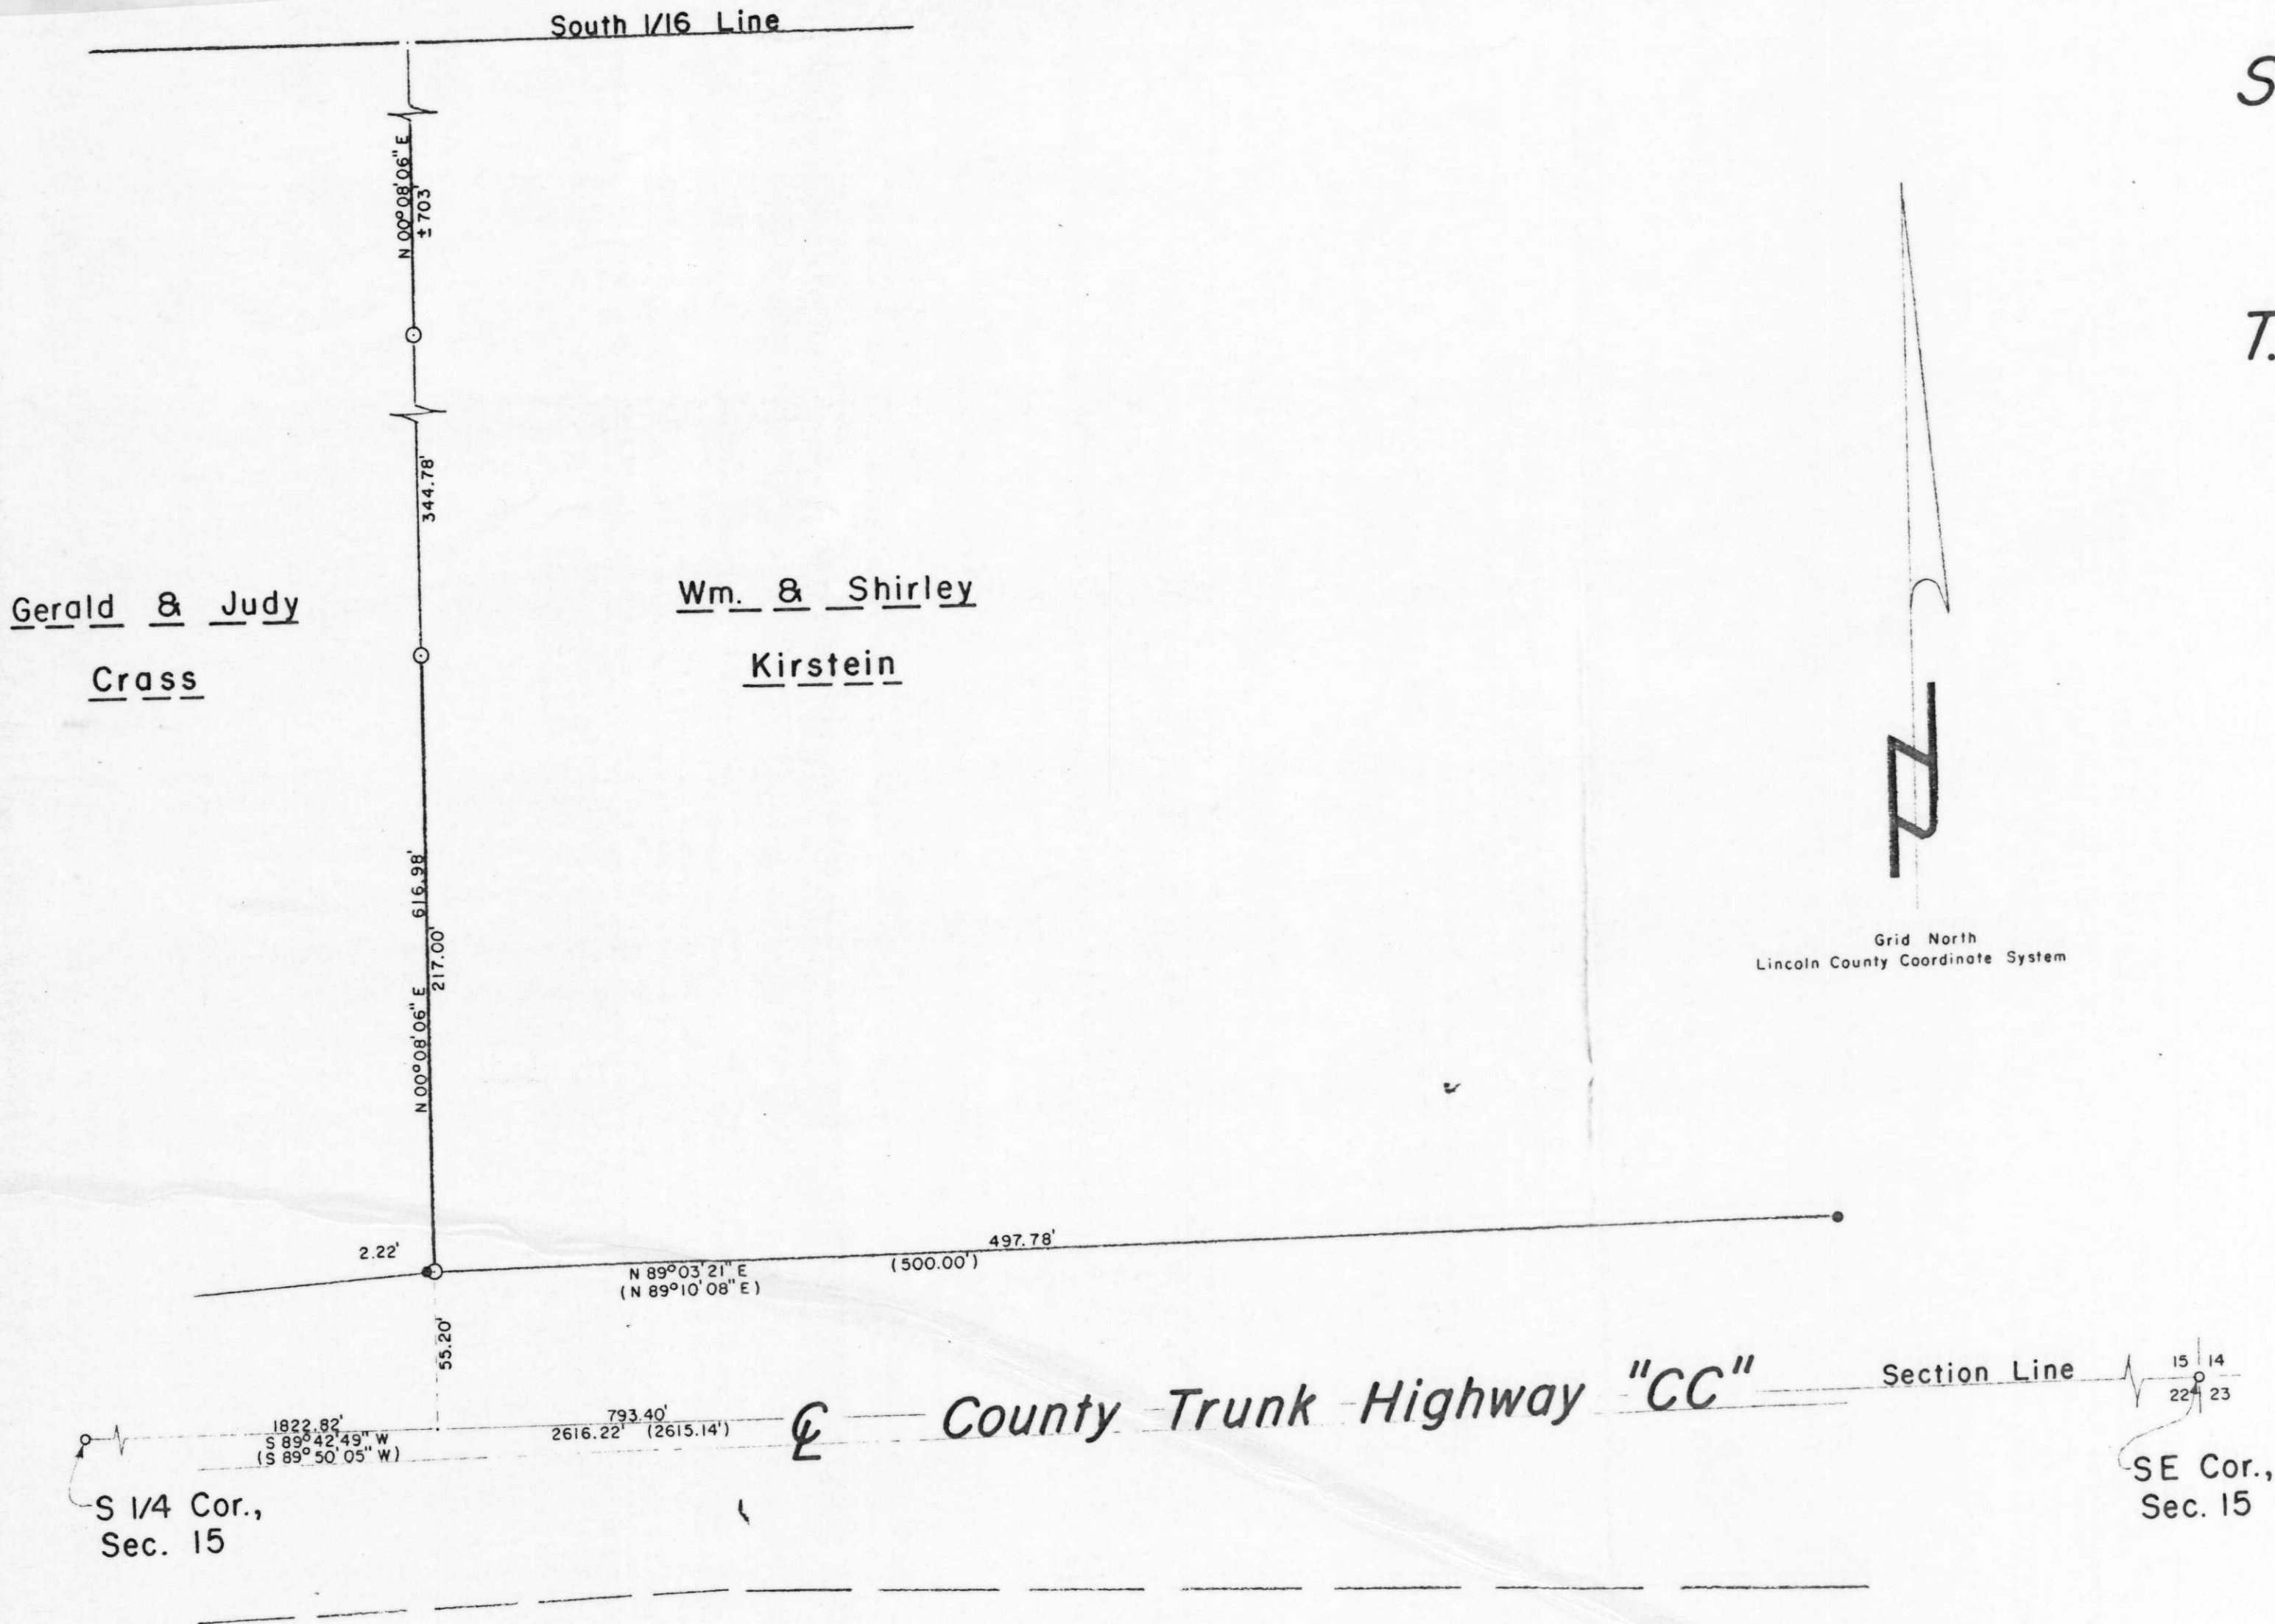 South 1/16 Line
S
T.
N 00° 08' 06" E
± 703'
344.78'
Gerald & Judy
Crass
Wm. & Shirley
Kirstein
N 00° 08' 06" E 616.98'
217.00'
Grid North
Lincoln County Coordinate System
2.22'
497.78'
(500.00')
N 89° 03' 21" E
(N 89° 10' 08" E)
55.20'
1822.82'
S 89° 42' 49" W
(S 89° 50' 05" W)
793.40'
2616.22' (2615.14')
℄ County Trunk Highway "CC"
Section Line
15 14
22 23
S 1/4 Cor.,
Sec. 15
SE Cor.,
Sec. 15